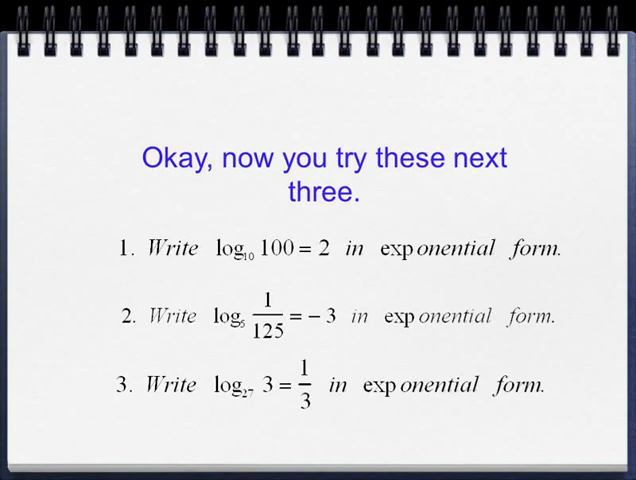 Okay, now you try these next
three.
1. Write log₁₀ 100 = 2 in exponential form.
2. Write log₅ 1/125 = − 3 in exponential form.
3. Write log₂₇ 3 = 1/3 in exponential form.